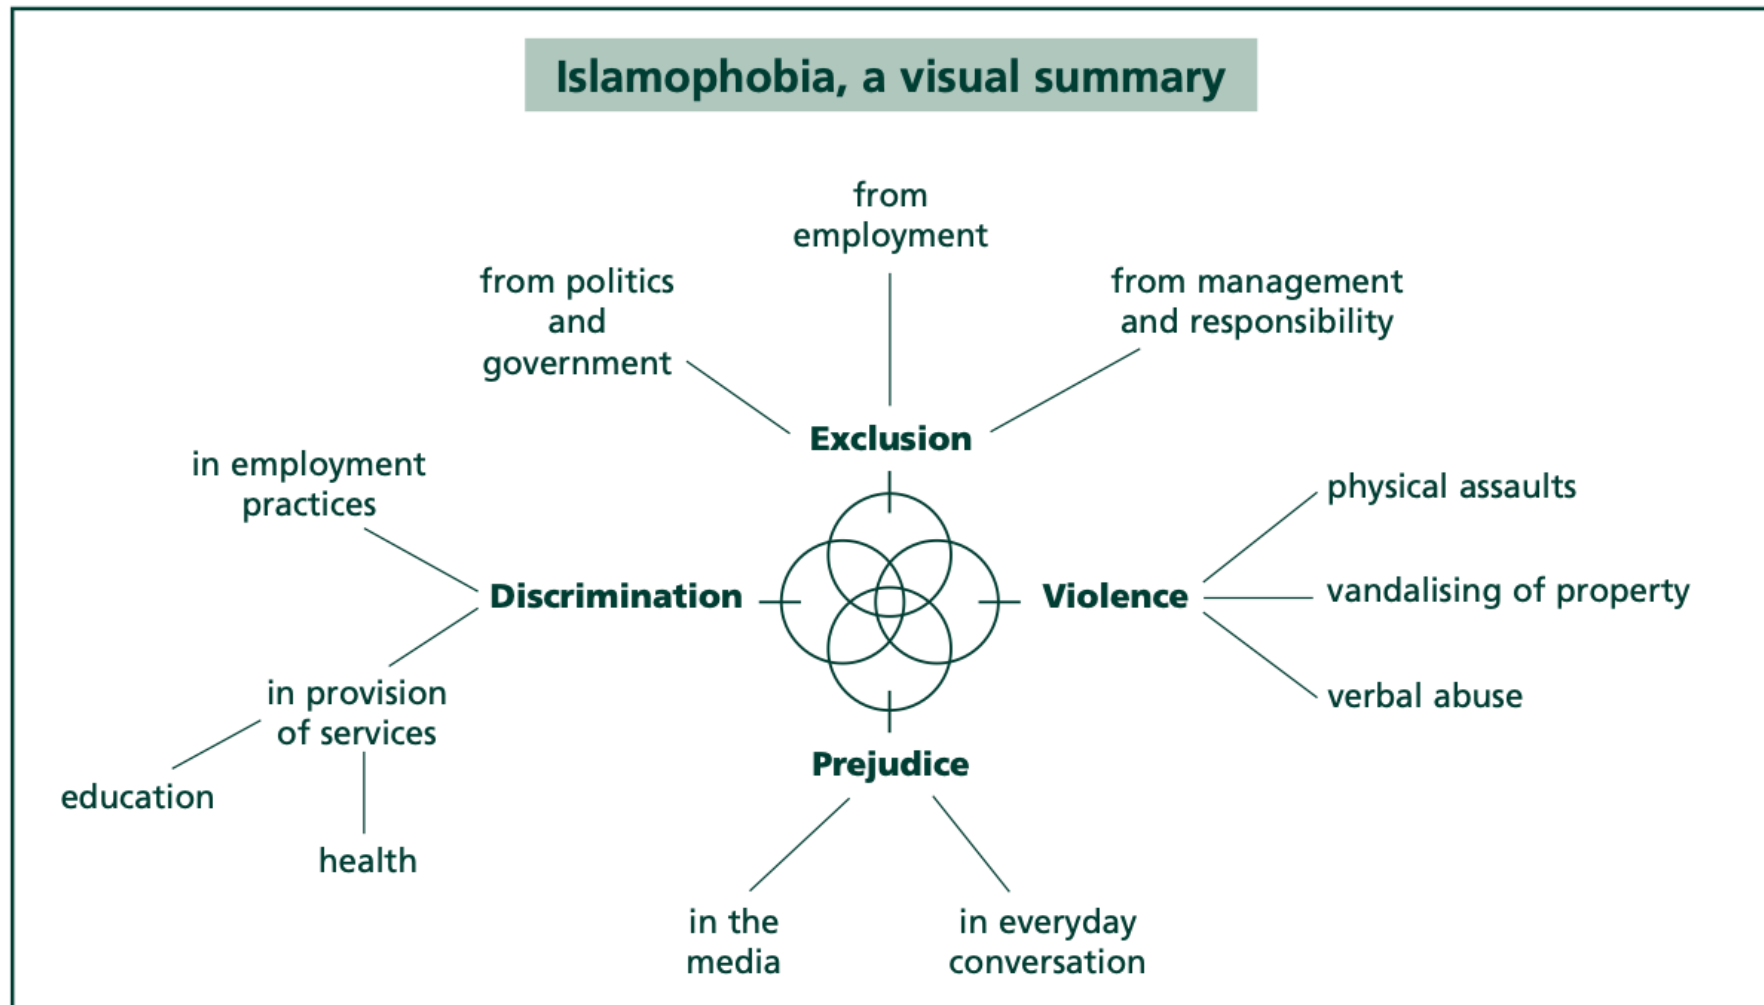 Islamophobia, a visual summary
from
employment
from politics
and
government
from management
and responsibility
Exclusion
in employment
practices
physical assaults
Discrimination
Violence
vandalising of property
in provision
of services
verbal abuse
Prejudice
education
health
in the
media
in everyday
conversation